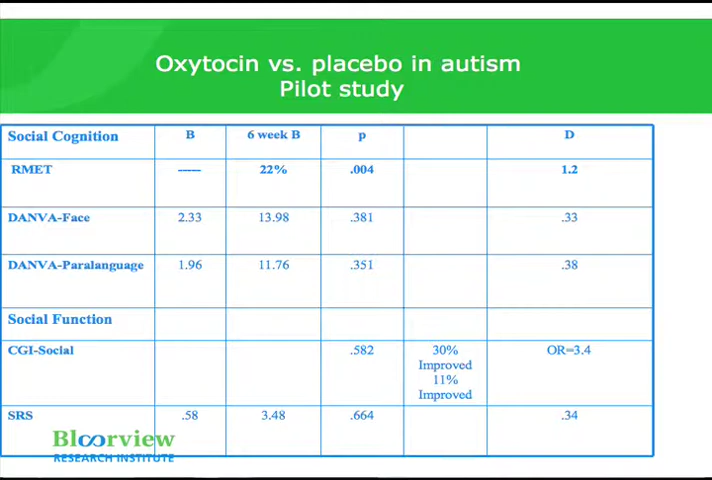 Oxytocin vs. placebo in autism
Pilot study
Social Cognition B 6 week B p D
RMET ----- 22% .004 1.2
DANVA-Face 2.33 13.98 .381 .33
DANVA-Paralanguage 1.96 11.76 .351 .38
Social Function
CGI-Social .582 30% OR=3.4
Improved
11%
Improved
SRS .58 3.48 .664 .34
Bloorview
RESEARCH INSTITUTE